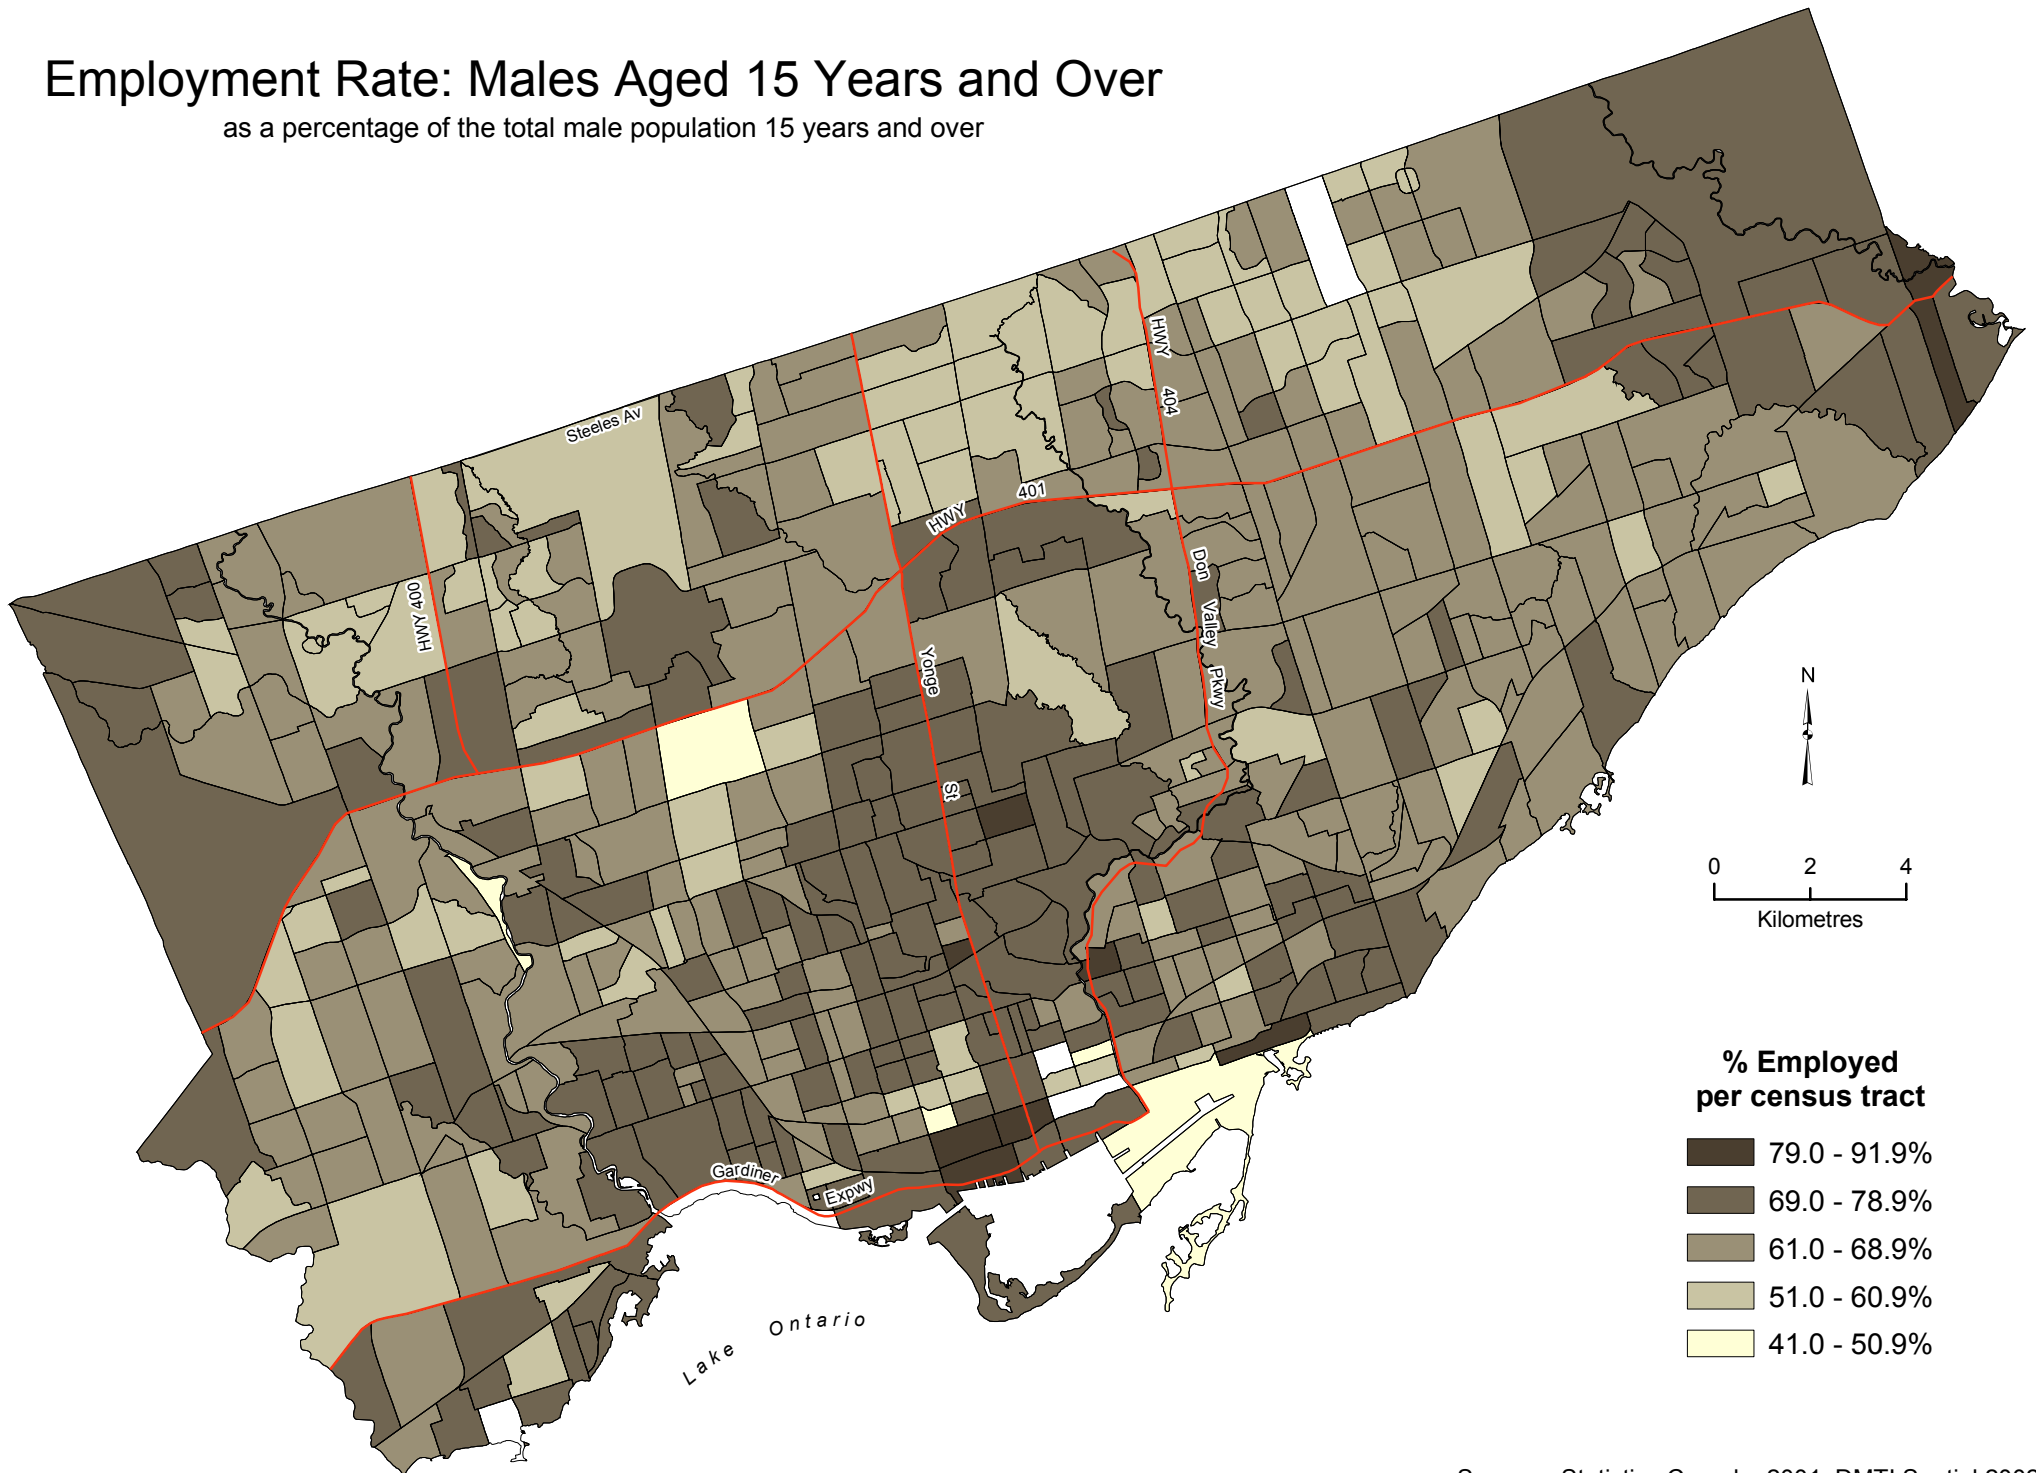 Employment Rate: Males Aged 15 Years and Over
as a percentage of the total male population 15 years and over
Steeles Av
HWY 400
HWY
401
HWY
404
Don
Valley
Pkwy
Yonge
St
Gardiner
Expwy
Lake Ontario
N
0 2 4
Kilometres
% Employed
per census tract
79.0 - 91.9%
69.0 - 78.9%
61.0 - 68.9%
51.0 - 60.9%
41.0 - 50.9%